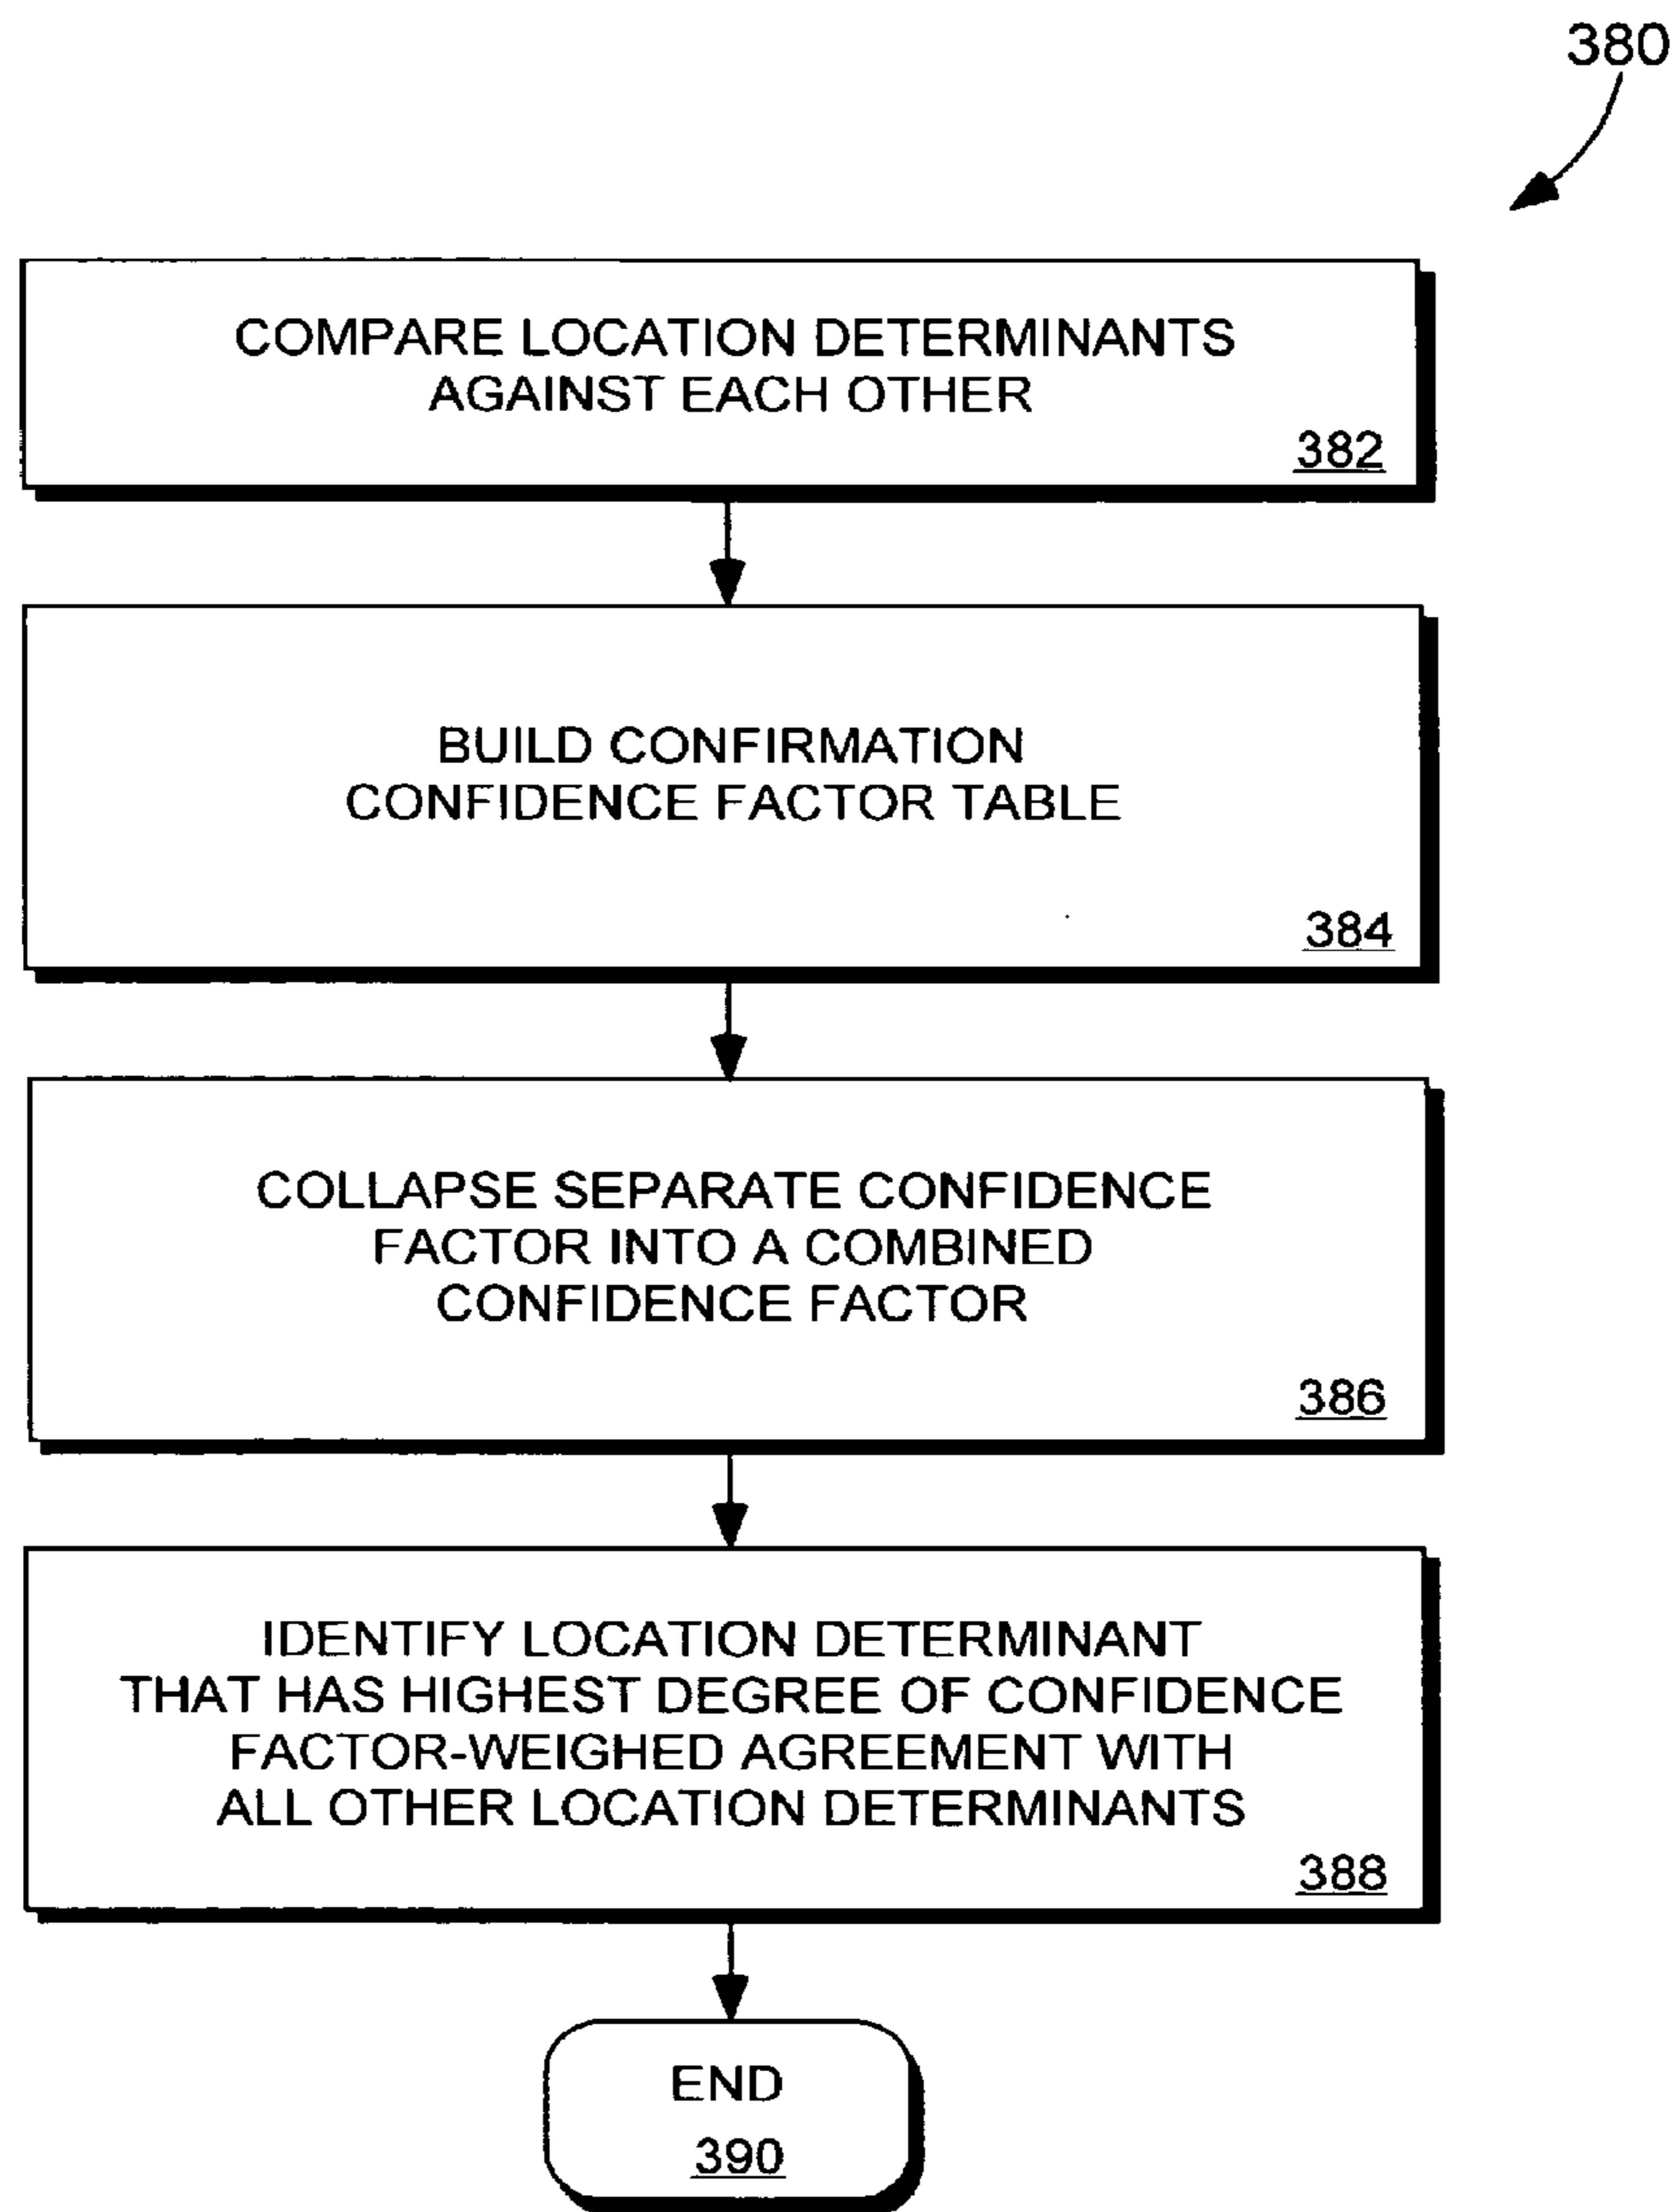 380
COMPARE LOCATION DETERMINANTS
AGAINST EACH OTHER
382
BUILD CONFIRMATION
CONFIDENCE FACTOR TABLE
384
COLLAPSE SEPARATE CONFIDENCE
FACTOR INTO A COMBINED
CONFIDENCE FACTOR
386
IDENTIFY LOCATION DETERMINANT
THAT HAS HIGHEST DEGREE OF CONFIDENCE
FACTOR-WEIGHED AGREEMENT WITH
ALL OTHER LOCATION DETERMINANTS
388
END
390